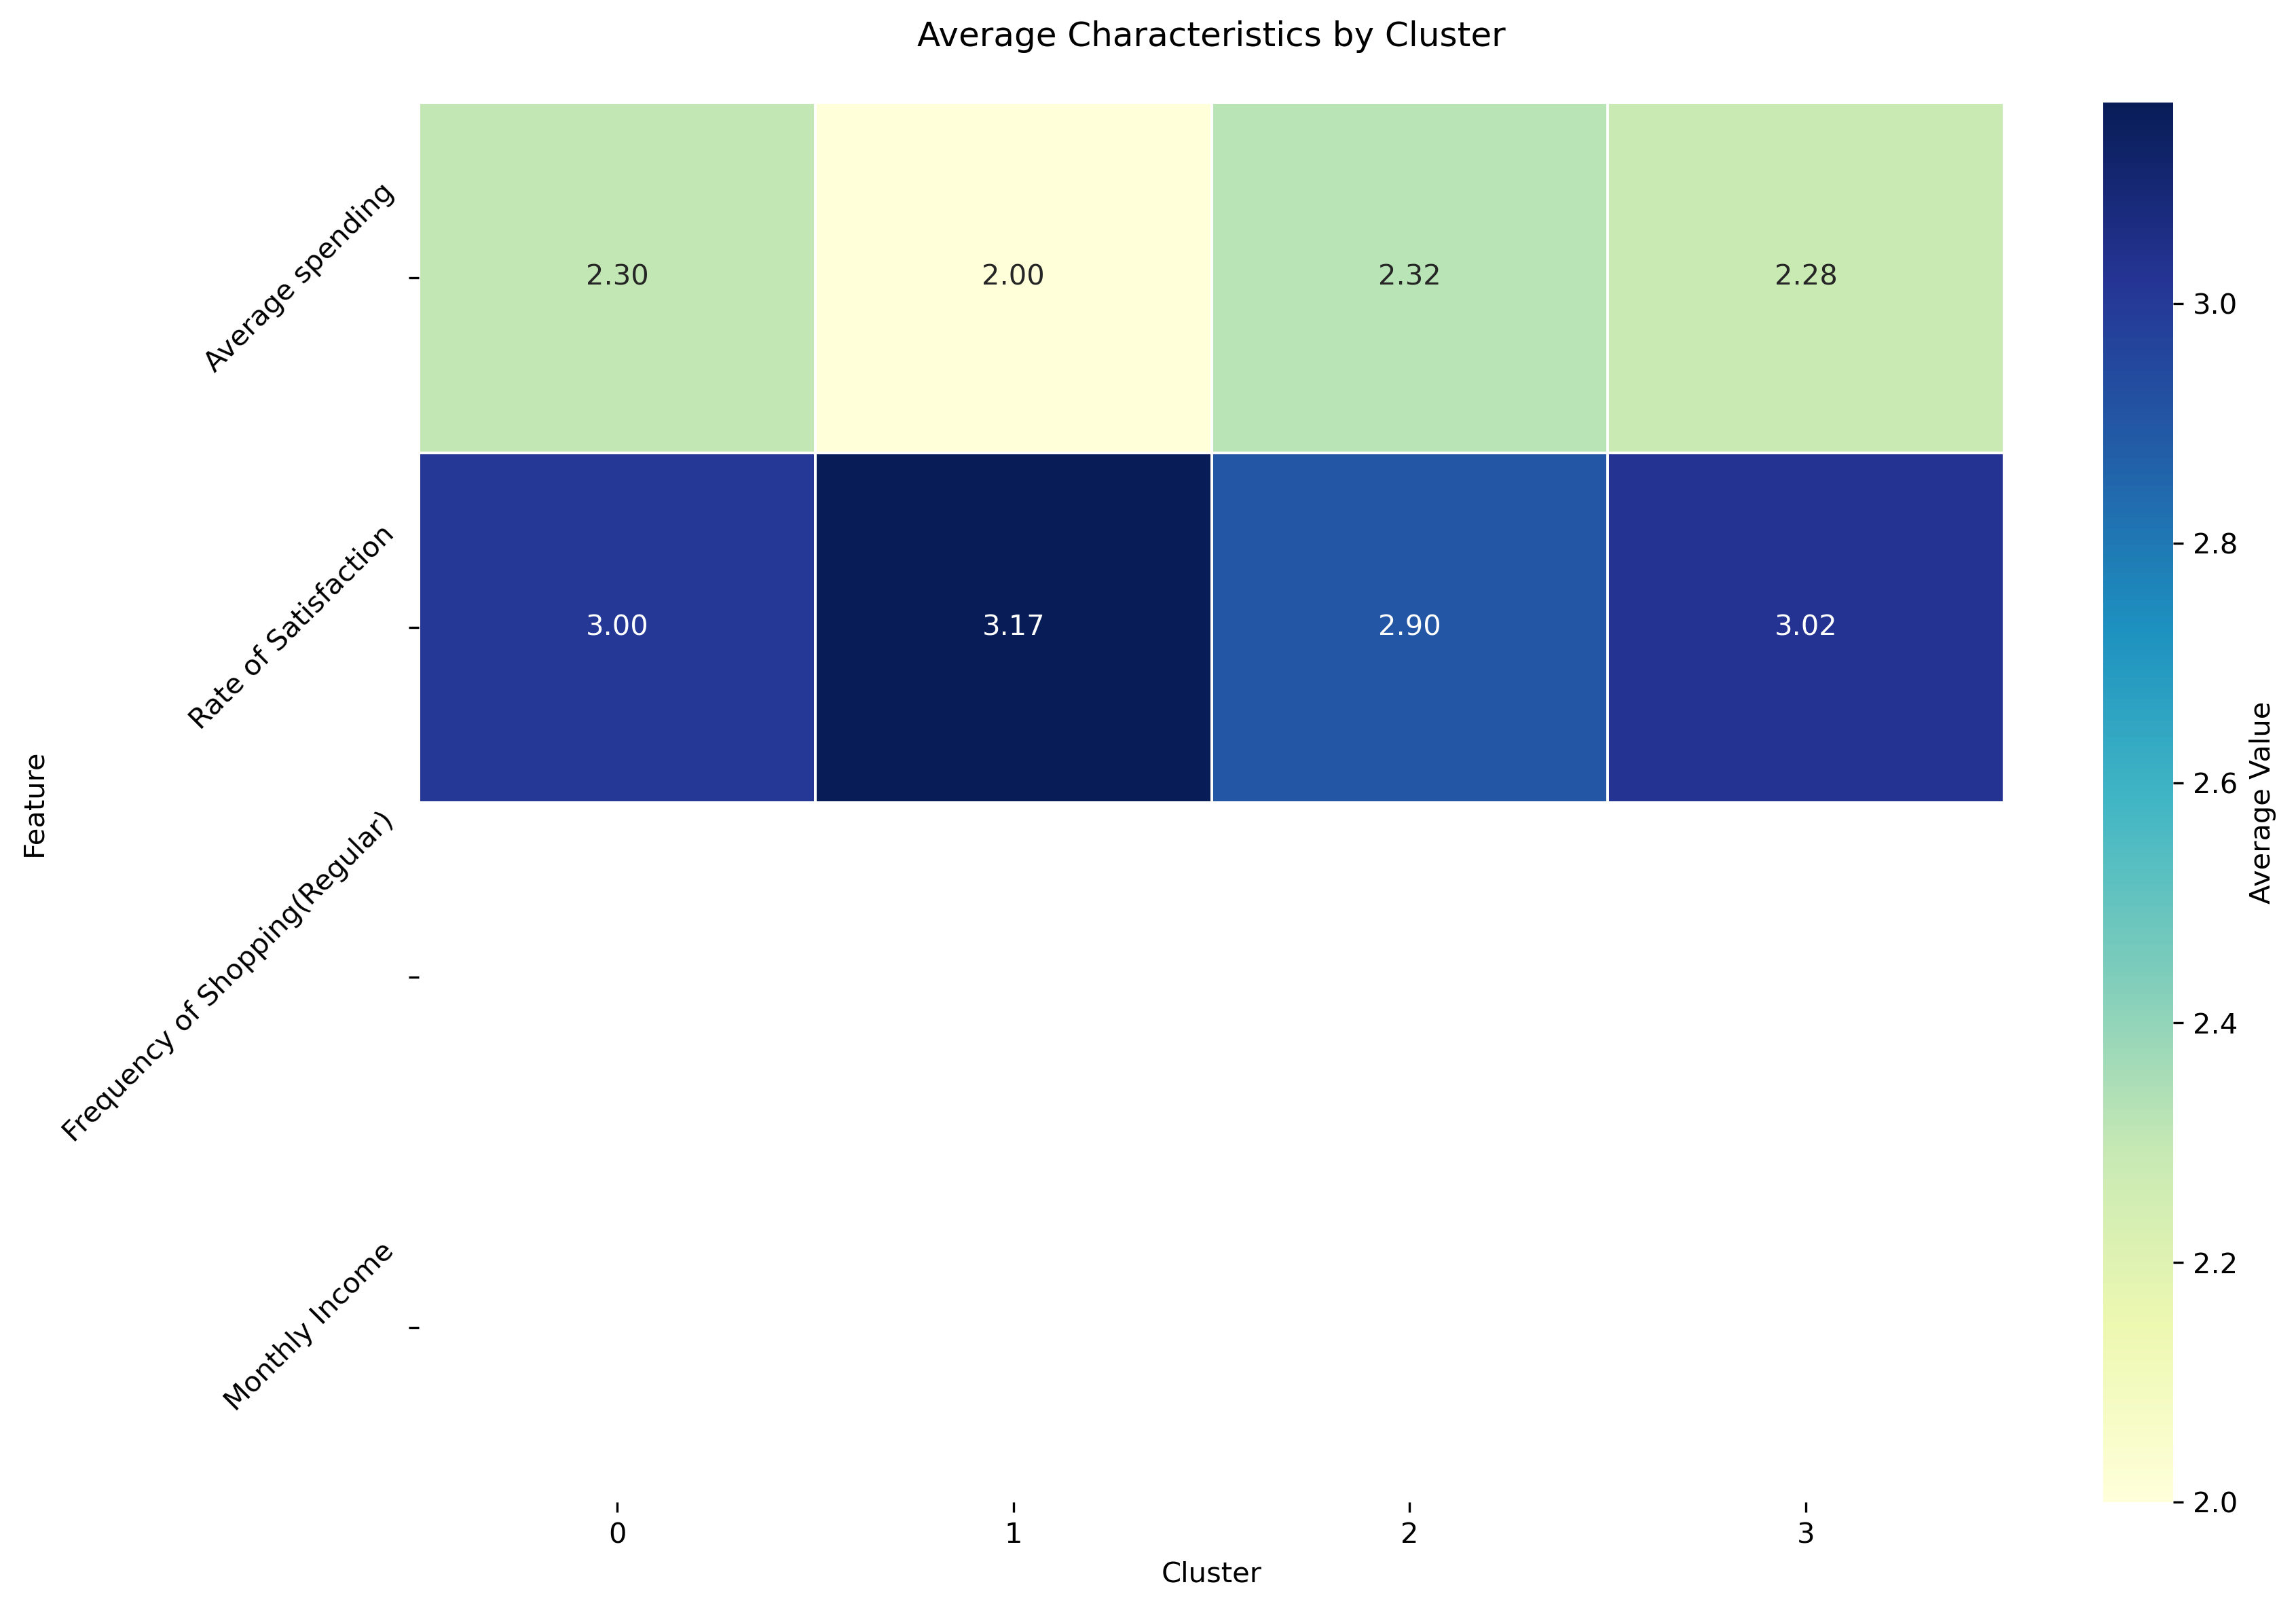 Average Characteristics by Cluster
Average spending
2.30 2.00 2.32 2.28
Rate of Satisfaction
3.00 3.17 2.90 3.02
Frequency of Shopping(Regular)
Monthly Income
Feature
0 1 2 3
Cluster
3.0
2.8
2.6
2.4
2.2
2.0
Average Value